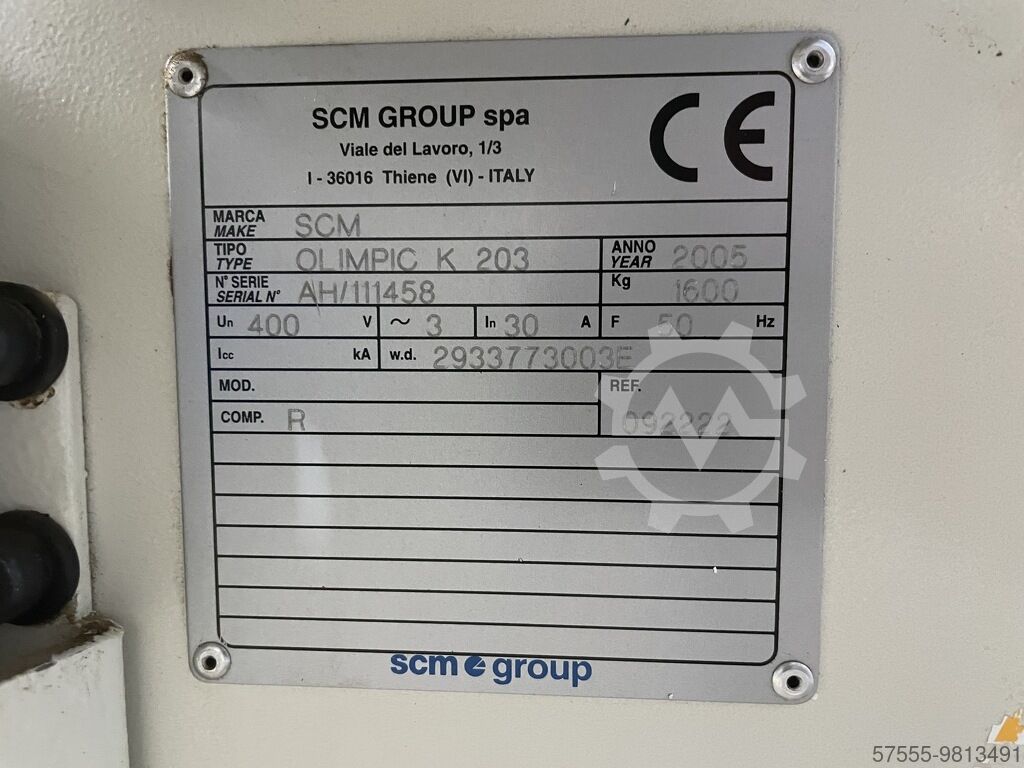 SCM GROUP spa
Viale del Lavoro, 1/3
I - 36016 Thiene (VI) - ITALY
CE
MARCA
MAKE SCM
TIPO
TYPE OLIMPIC K 203
ANNO
YEAR 2005
N° SERIE
SERIAL N° AH/111458
Kg 1600
Un 400 V ~ 3 In 30 A F 50 Hz
Icc kA w.d. 2933773003E
MOD. REF.
COMP. R 092222
scm group
57555-9813491